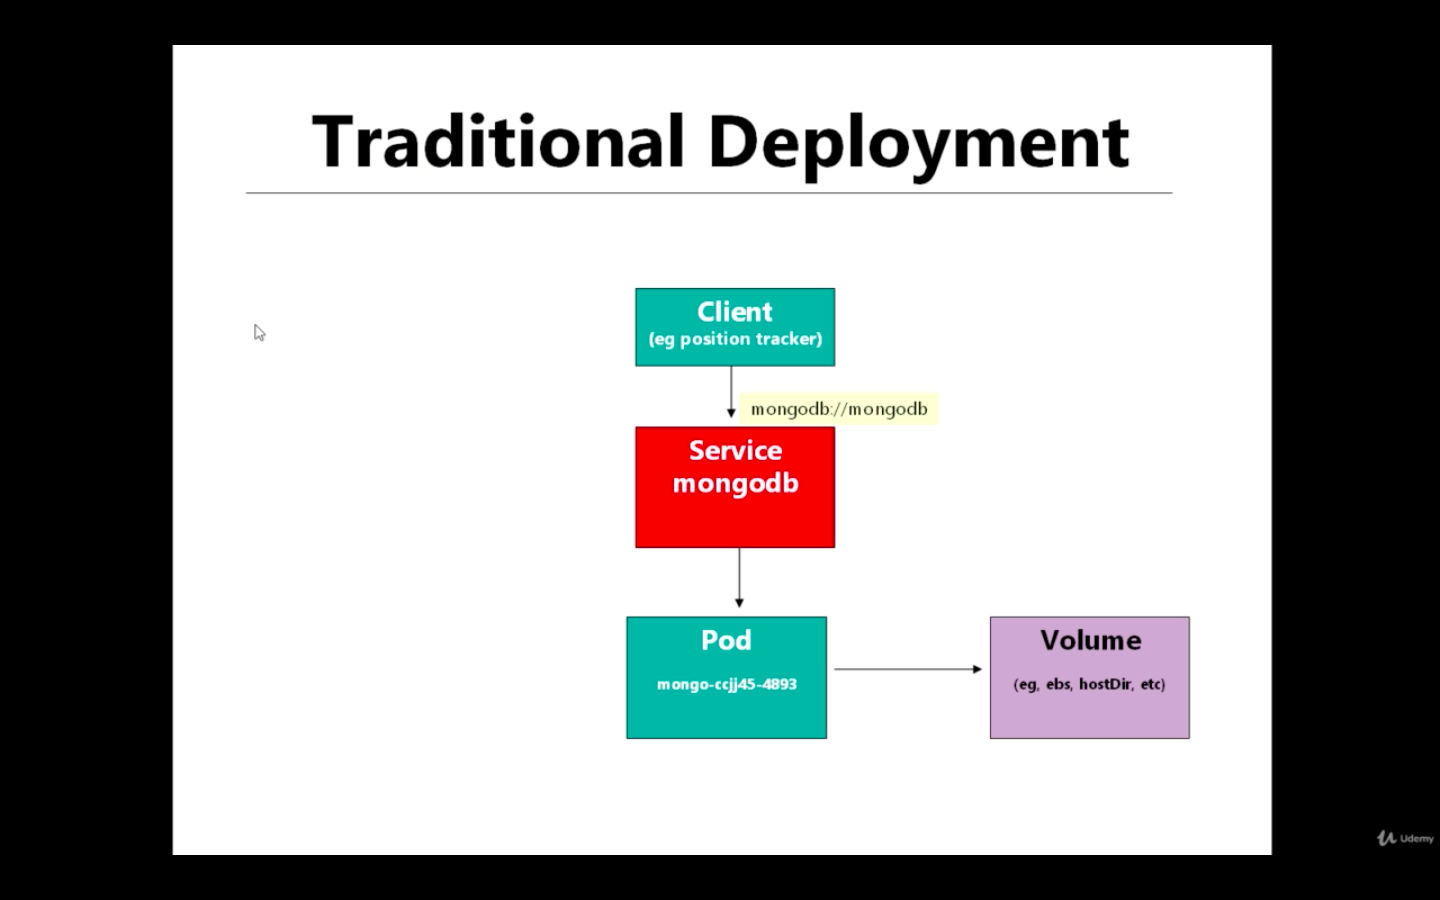 Traditional Deployment
Client
(eg position tracker)
mongodb://mongodb
Service
mongodb
Pod
mongo-ccjj45-4893
Volume
(eg, ebs, hostDir, etc)
Udemy